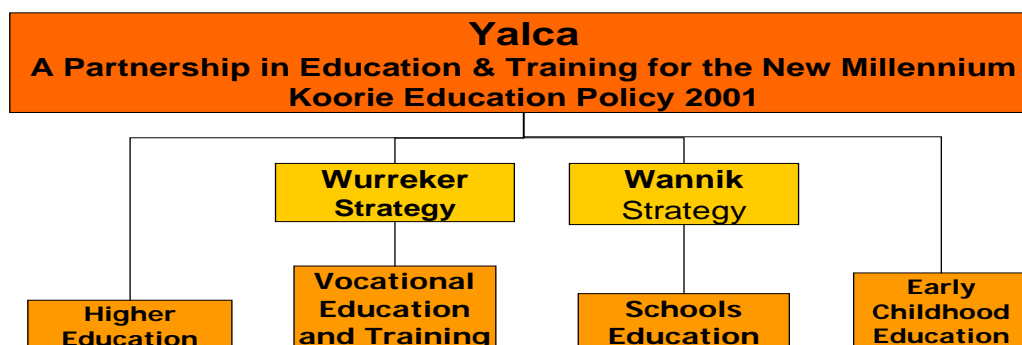 Yalca
A Partnership in Education & Training for the New Millennium
Koorie Education Policy 2001
Wurreker
Strategy
Wannik
Strategy
Higher
Education
Vocational
Education
and Training
Schools
Education
Early
Childhood
Education